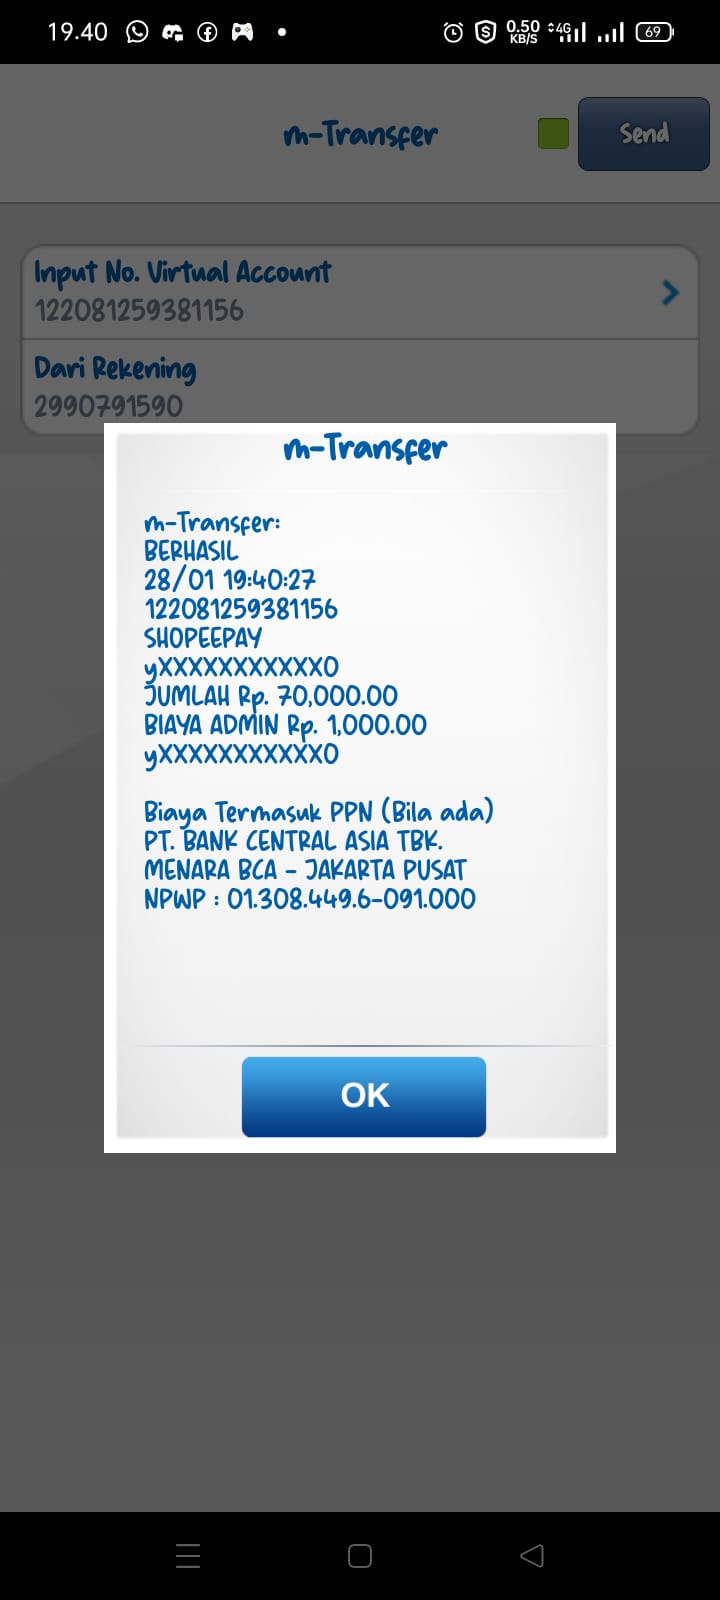 19.40
0.50
KB/S
4G
69
m-Transfer
Send
Input No. Virtual Account
122081259381156
Dari Rekening
2990791590
m-Transfer
m-Transfer:
BERHASIL
28/01 19:40:27
122081259381156
SHOPEEPAY
yXXXXXXXXXXXXO
JUMLAH Rp. 70,000.00
BIAYA ADMIN Rp. 1,000.00
yXXXXXXXXXXXXO
Biaya Termasuk PPN (Bila ada)
PT. BANK CENTRAL ASIA TBK.
MENARA BCA - JAKARTA PUSAT
NPWP : 01.308.449.6-091.000
OK